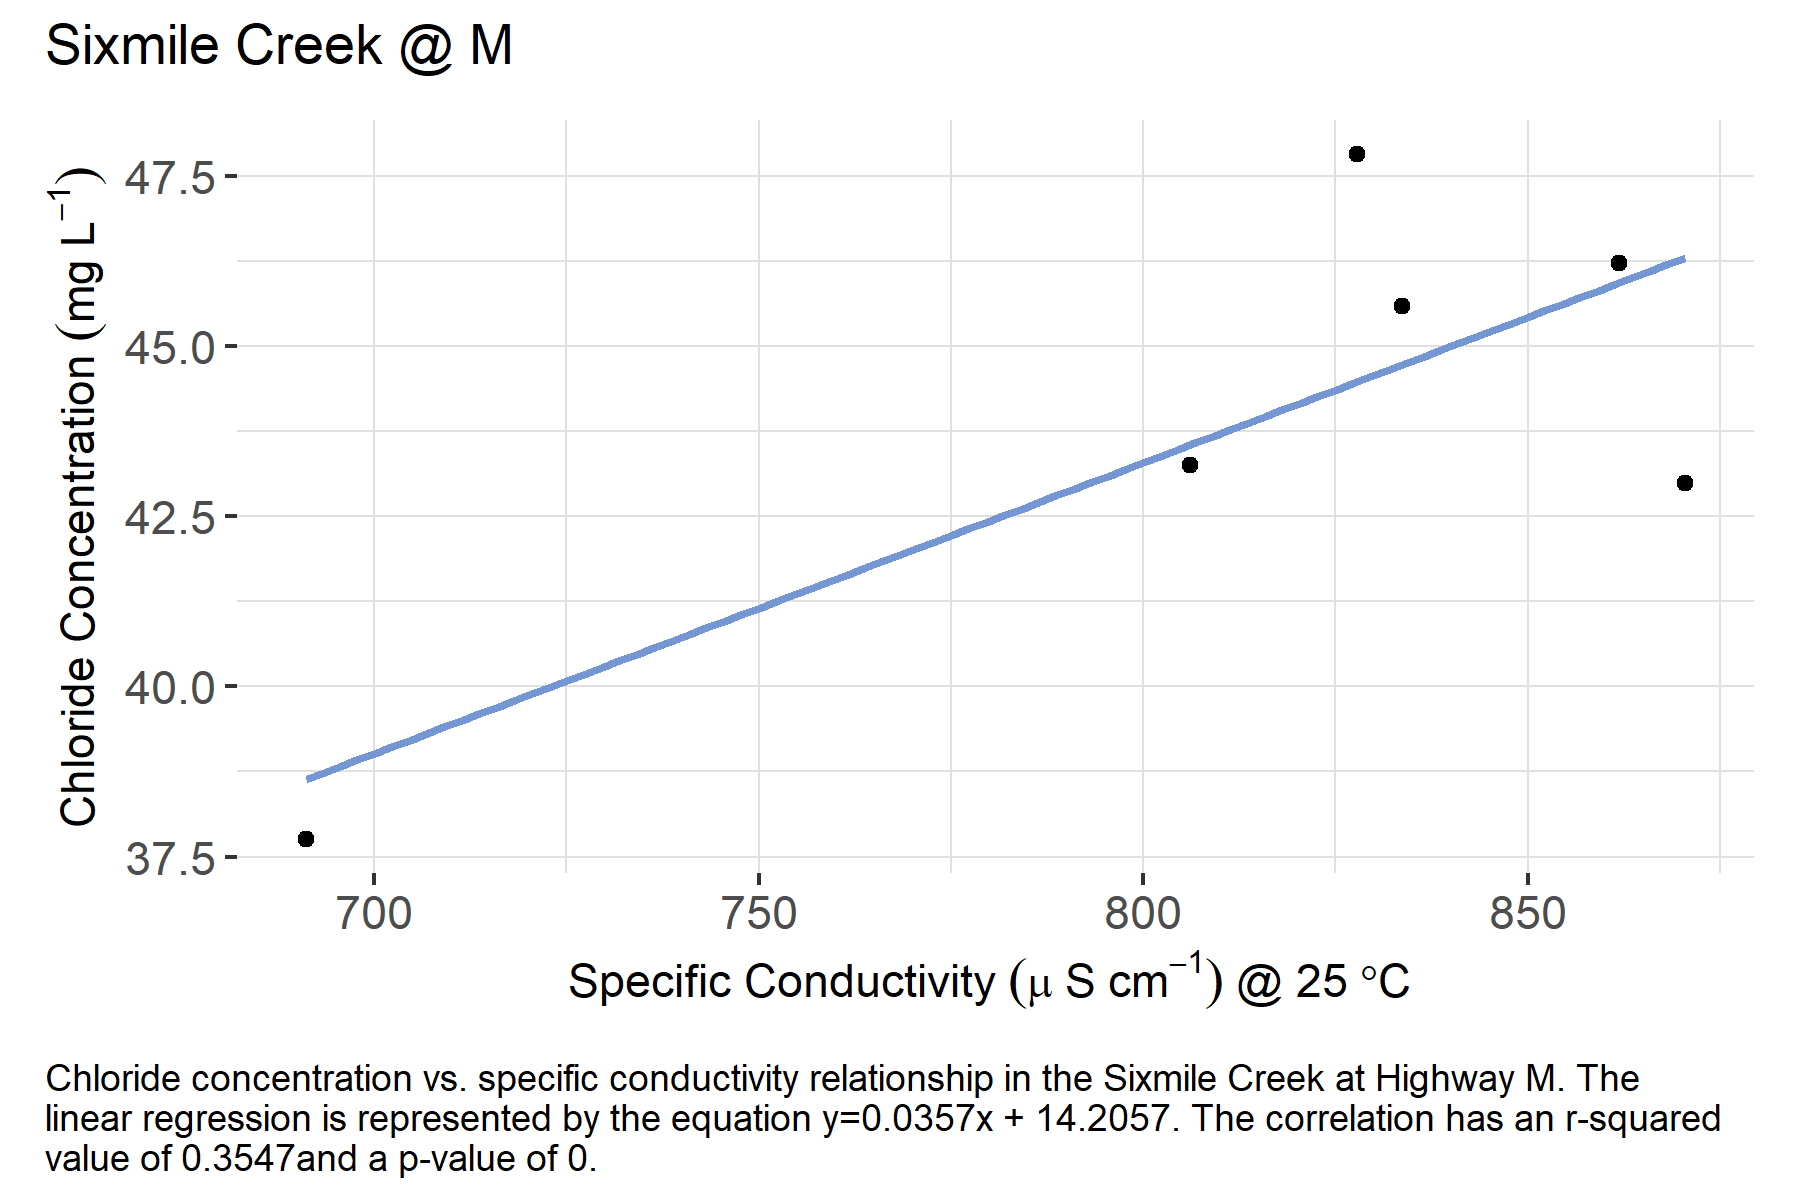 Sixmile Creek @ M
Chloride Concentration (mg L⁻¹)
47.5
45.0
42.5
40.0
37.5
700 750 800 850
Specific Conductivity (μ S cm⁻¹) @ 25 °C
Chloride concentration vs. specific conductivity relationship in the Sixmile Creek at Highway M. The
linear regression is represented by the equation y=0.0357x + 14.2057. The correlation has an r-squared
value of 0.3547and a p-value of 0.